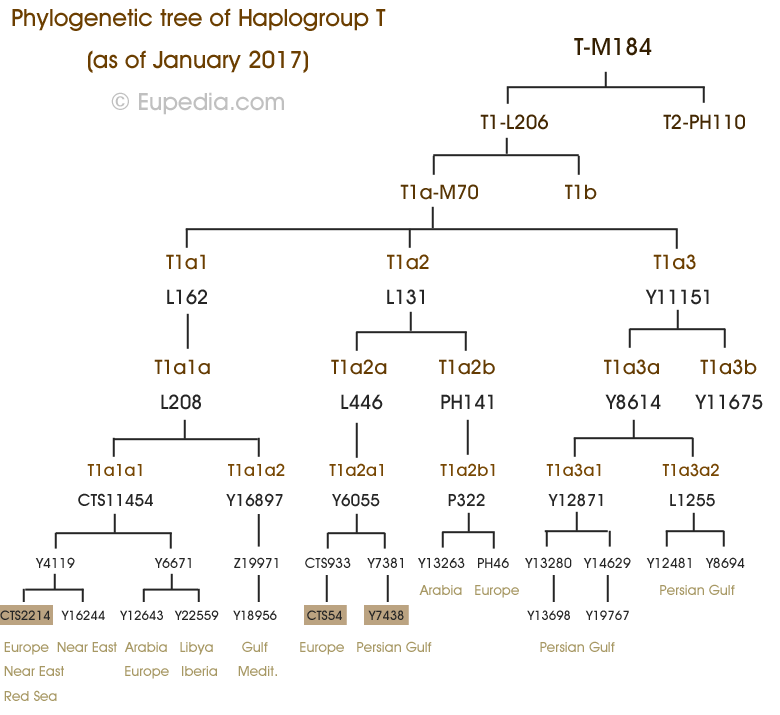 Phylogenetic tree of Haplogroup T
(as of January 2017)
© Eupedia.com
T-M184
T1-L206 T2-PH110
T1a-M70 T1b
T1a1 T1a2 T1a3
L162 L131 Y11151
T1a1a T1a2a T1a2b T1a3a T1a3b
L208 L446 PH141 Y8614 Y11675
T1a1a1 T1a1a2 T1a2a1 T1a2b1 T1a3a1 T1a3a2
CTS11454 Y16897 Y6055 P322 Y12871 L1255
Y4119 Y6671 Z19971 CTS933 Y7381 Y13263 PH46 Y13280 Y14629 Y12481 Y8694
Arabia Europe Persian Gulf
CTS2214 Y16244 Y12643 Y22559 Y18956 CTS54 Y7438 Y13698 Y19767
Europe Near East Arabia Libya Gulf Europe Persian Gulf Persian Gulf
Near East Europe Iberia Medit.
Red Sea